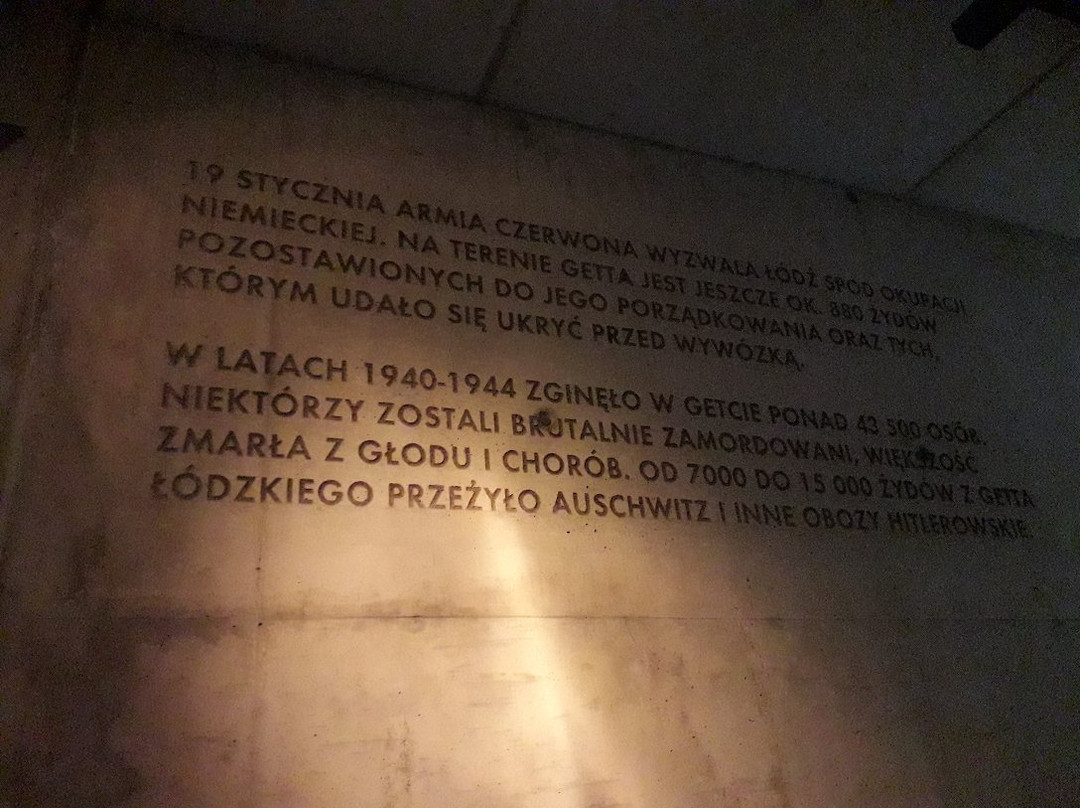 19 STYCZNIA ARMIA CZERWONA WYZWALA ŁÓDŹ SPOD OKUPACJI
NIEMIECKIEJ. NA TERENIE GETTA JEST JESZCZE OK. 880 ŻYDÓW
POZOSTAWIONYCH DO JEGO PORZĄDKOWANIA ORAZ TYCH,
KTÓRYM UDAŁO SIĘ UKRYĆ PRZED WYWÓZKĄ.
W LATACH 1940-1944 ZGINĘŁO W GETCIE PONAD 43 500 OSÓB.
NIEKTÓRZY ZOSTALI BRUTALNIE ZAMORDOWANI, WIĘKSZOŚĆ
ZMARŁA Z GŁODU I CHORÓB. OD 7000 DO 15 000 ŻYDÓW Z GETTA
ŁÓDZKIEGO PRZEŻYŁO AUSCHWITZ I INNE OBOZY HITLEROWSKIE.